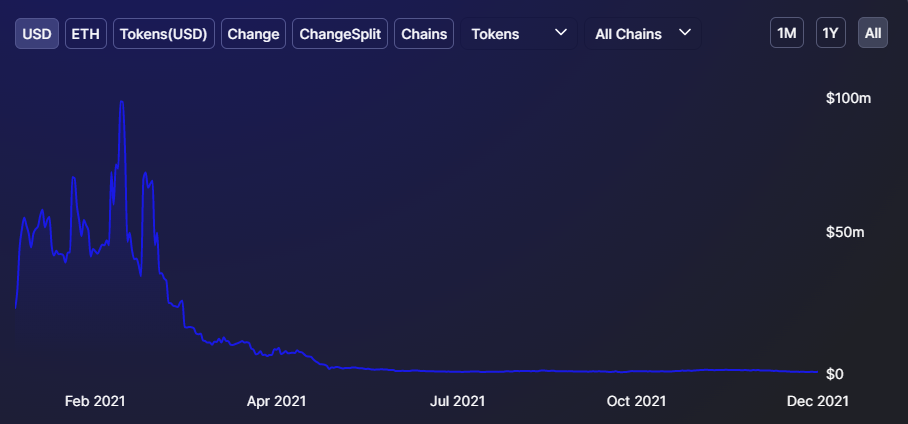 USD ETH Tokens(USD) Change ChangeSplit Chains Tokens All Chains 1M 1Y All
$100m
$50m
$0
Feb 2021 Apr 2021 Jul 2021 Oct 2021 Dec 2021